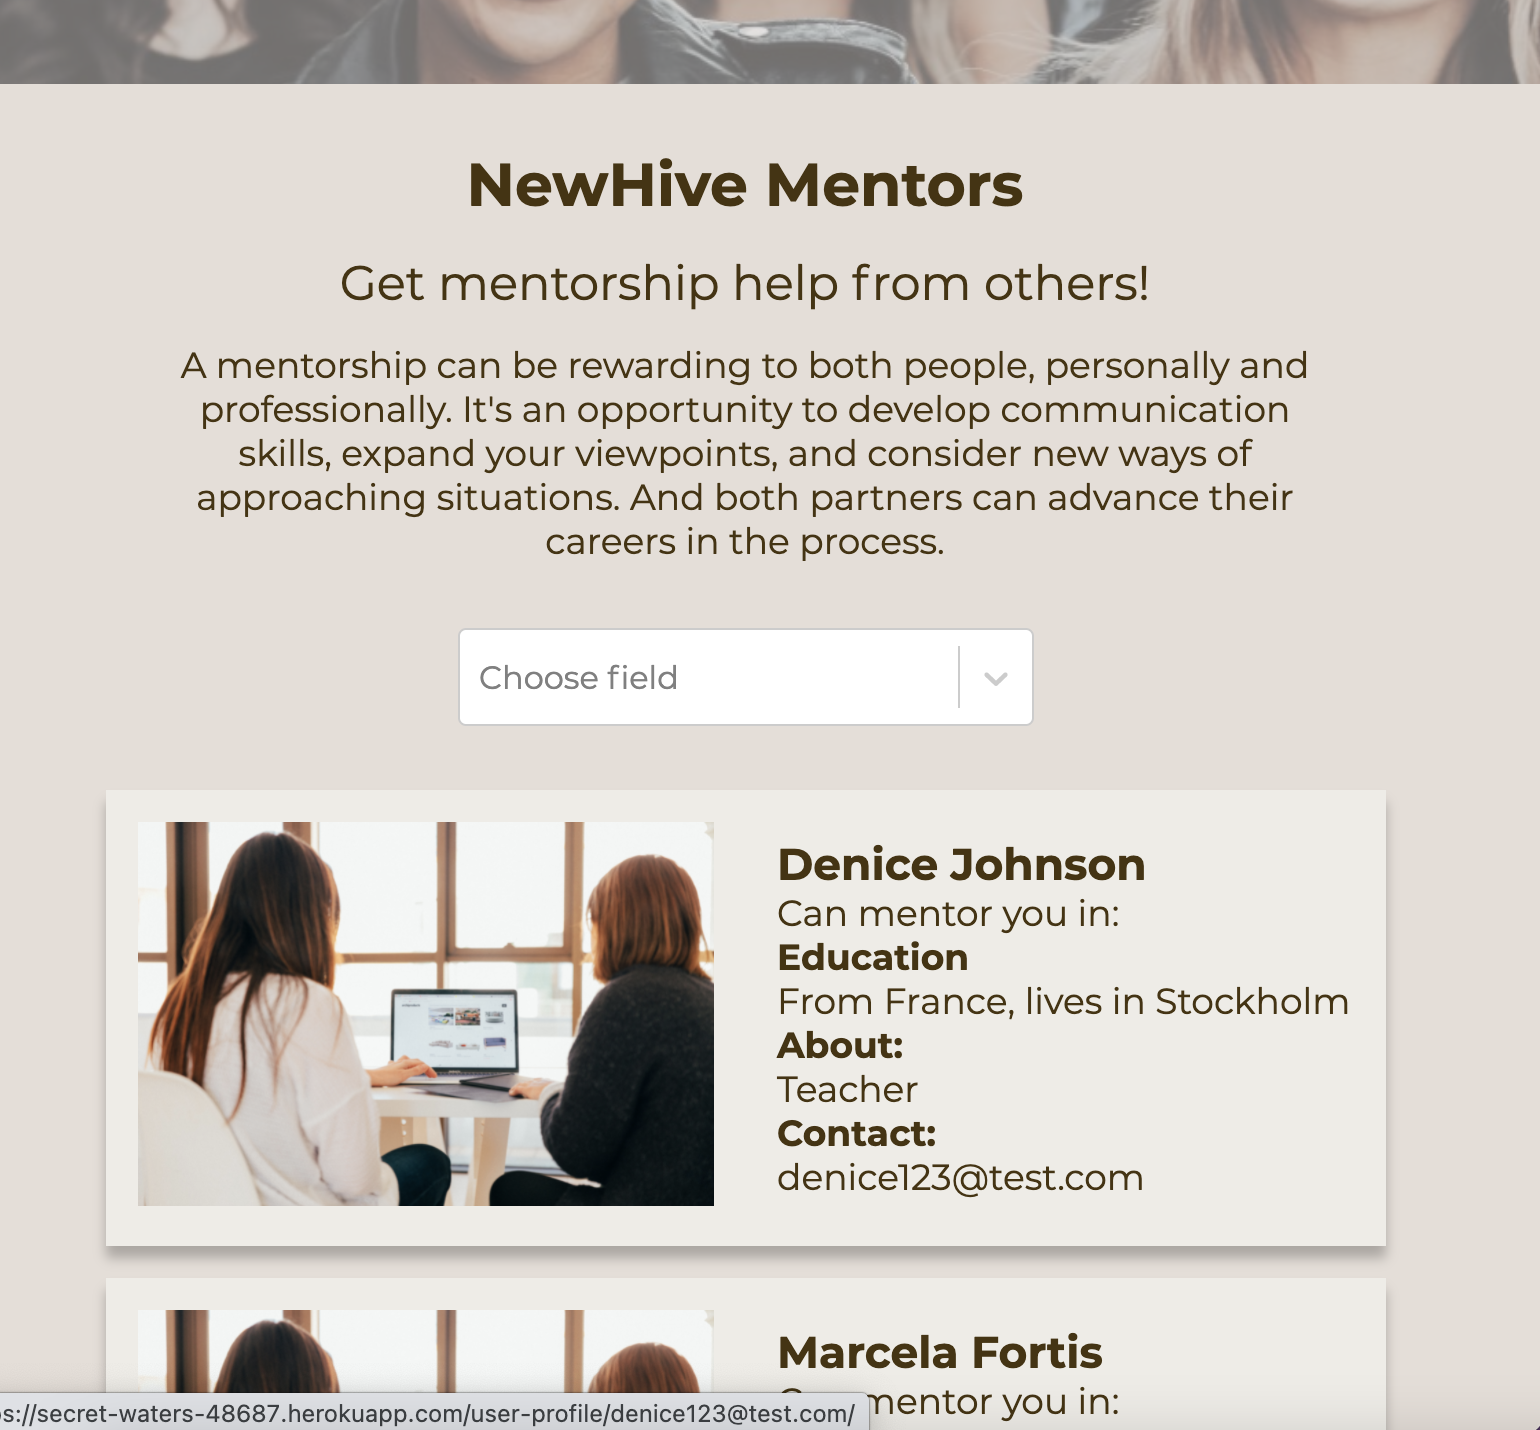 NewHive Mentors
Get mentorship help from others!
A mentorship can be rewarding to both people, personally and
professionally. It's an opportunity to develop communication
skills, expand your viewpoints, and consider new ways of
approaching situations. And both partners can advance their
careers in the process.
Choose field
Denice Johnson
Can mentor you in:
Education
From France, lives in Stockholm
About:
Teacher
Contact:
denice123@test.com
Marcela Fortis
mentor you in:
ps://secret-waters-48687.herokuapp.com/user-profile/denice123@test.com/